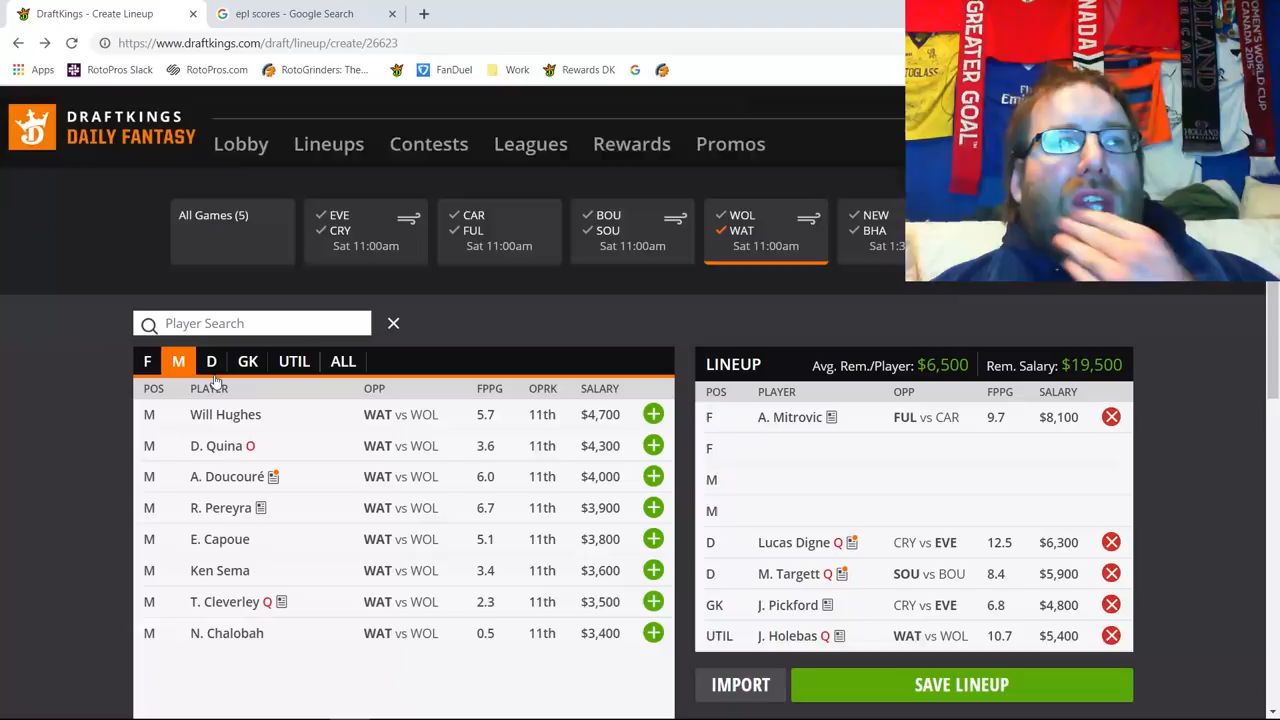 DraftKings - Create Lineup
epl scores - Google Search
https://www.draftkings.com/draft/lineup/create/26623
Apps
RotoPros Slack
RotoPros.com
RotoGrinders: The...
FanDuel
Work
Rewards DK
DRAFTKINGS
DAILY FANTASY
Lobby
Lineups
Contests
Leagues
Rewards
Promos
All Games (5)
EVE
CRY
Sat 11:00am
CAR
FUL
Sat 11:00am
BOU
SOU
Sat 11:00am
WOL
WAT
Sat 11:00am
NEW
BHA
Sat 1:3
Player Search
F M D GK UTIL ALL
POS PLAYER OPP FPPG OPRK SALARY
M Will Hughes WAT vs WOL 5.7 11th $4,700
M D. Quina O WAT vs WOL 3.6 11th $4,300
M A. Doucouré WAT vs WOL 6.0 11th $4,000
M R. Pereyra WAT vs WOL 6.7 11th $3,900
M E. Capoue WAT vs WOL 5.1 11th $3,800
M Ken Sema WAT vs WOL 3.4 11th $3,600
M T. Cleverley Q WAT vs WOL 2.3 11th $3,500
M N. Chalobah WAT vs WOL 0.5 11th $3,400
LINEUP Avg. Rem./Player: $6,500 Rem. Salary: $19,500
POS PLAYER OPP FPPG SALARY
F A. Mitrovic FUL vs CAR 9.7 $8,100
F
M
M
D Lucas Digne Q CRY vs EVE 12.5 $6,300
D M. Targett Q SOU vs BOU 8.4 $5,900
GK J. Pickford CRY vs EVE 6.8 $4,800
UTIL J. Holebas Q WAT vs WOL 10.7 $5,400
IMPORT
SAVE LINEUP
GREATER GOAL
NADA
HOLLAND
WOMEN'S WORLD CUP
CANADA 2015